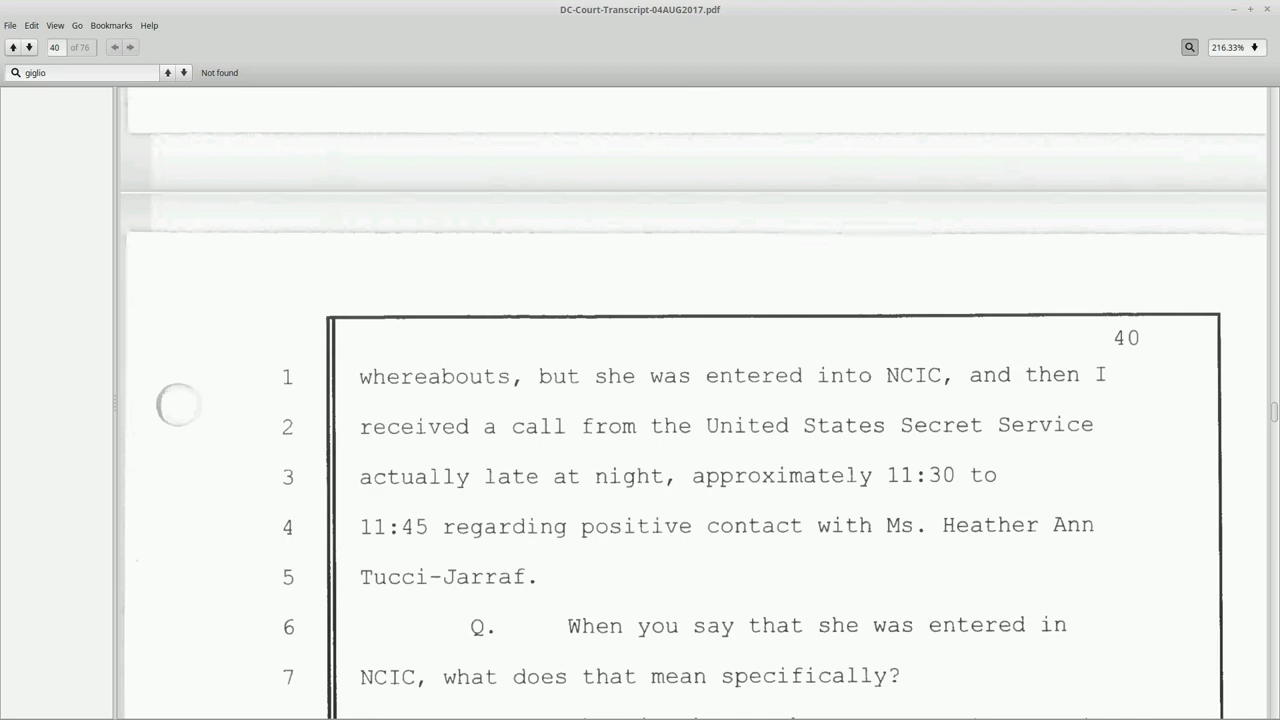 DC-Court-Transcript-04AUG2017.pdf
File Edit View Go Bookmarks Help
40 of 76
216.33%
giglio
Not found
40
1 whereabouts, but she was entered into NCIC, and then I
2 received a call from the United States Secret Service
3 actually late at night, approximately 11:30 to
4 11:45 regarding positive contact with Ms. Heather Ann
5 Tucci-Jarraf.
6 Q. When you say that she was entered in
7 NCIC, what does that mean specifically?